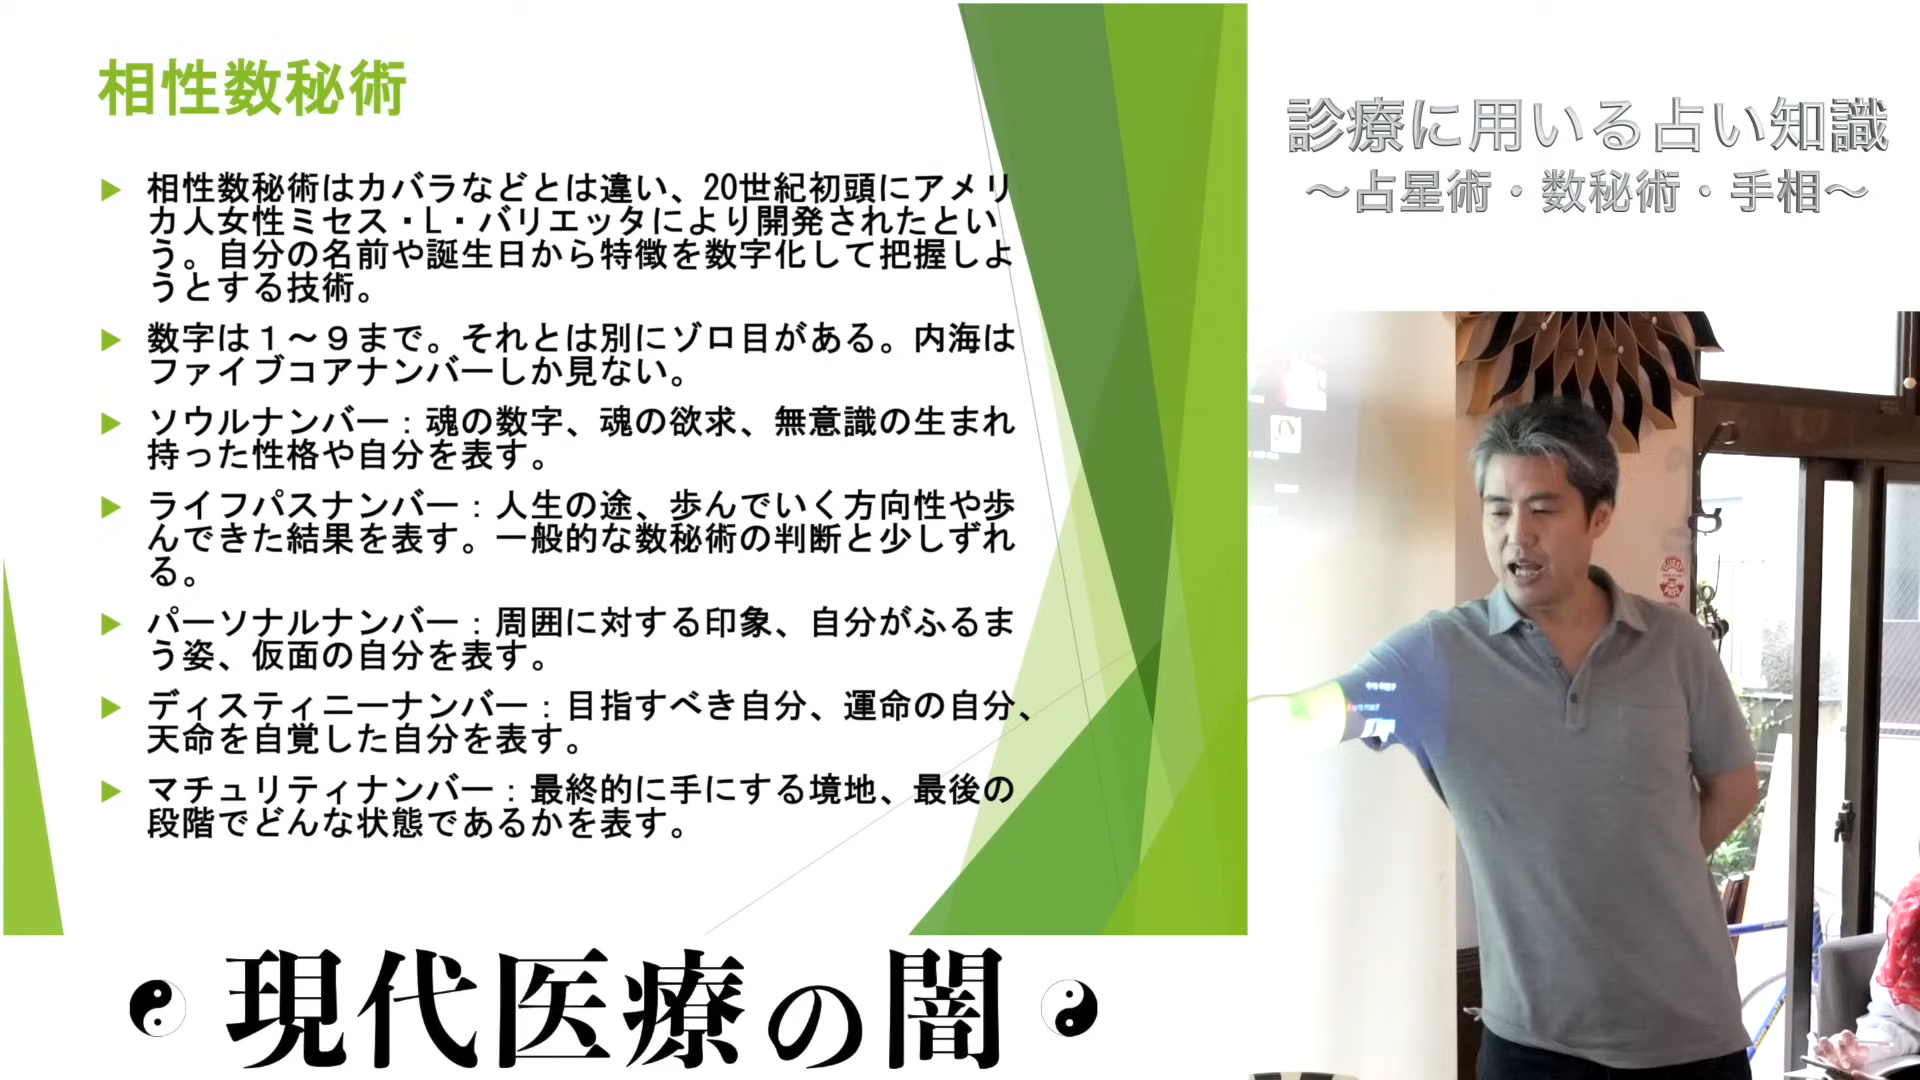 相性数秘術
相性数秘術はカバラなどとは違い、20世紀初頭にアメリ
カ人女性ミセス・L・バリエッタにより開発されたとい
う。自分の名前や誕生日から特徴を数字化して把握しよ
うとする技術。
数字は１～９まで。それとは別にゾロ目がある。内海は
ファイブコアナンバーしか見ない。
ソウルナンバー：魂の数字、魂の欲求、無意識の生まれ
持った性格や自分を表す。
ライフパスナンバー：人生の途、歩んでいく方向性や歩
んできた結果を表す。一般的な数秘術の判断と少しずれ
る。
パーソナルナンバー：周囲に対する印象、自分がふるま
う姿、仮面の自分を表す。
ディスティニーナンバー：目指すべき自分、運命の自分、
天命を自覚した自分を表す。
マチュリティナンバー：最終的に手にする境地、最後の
段階でどんな状態であるかを表す。
現代医療の闇
診療に用いる占い知識
～占星術・数秘術・手相～